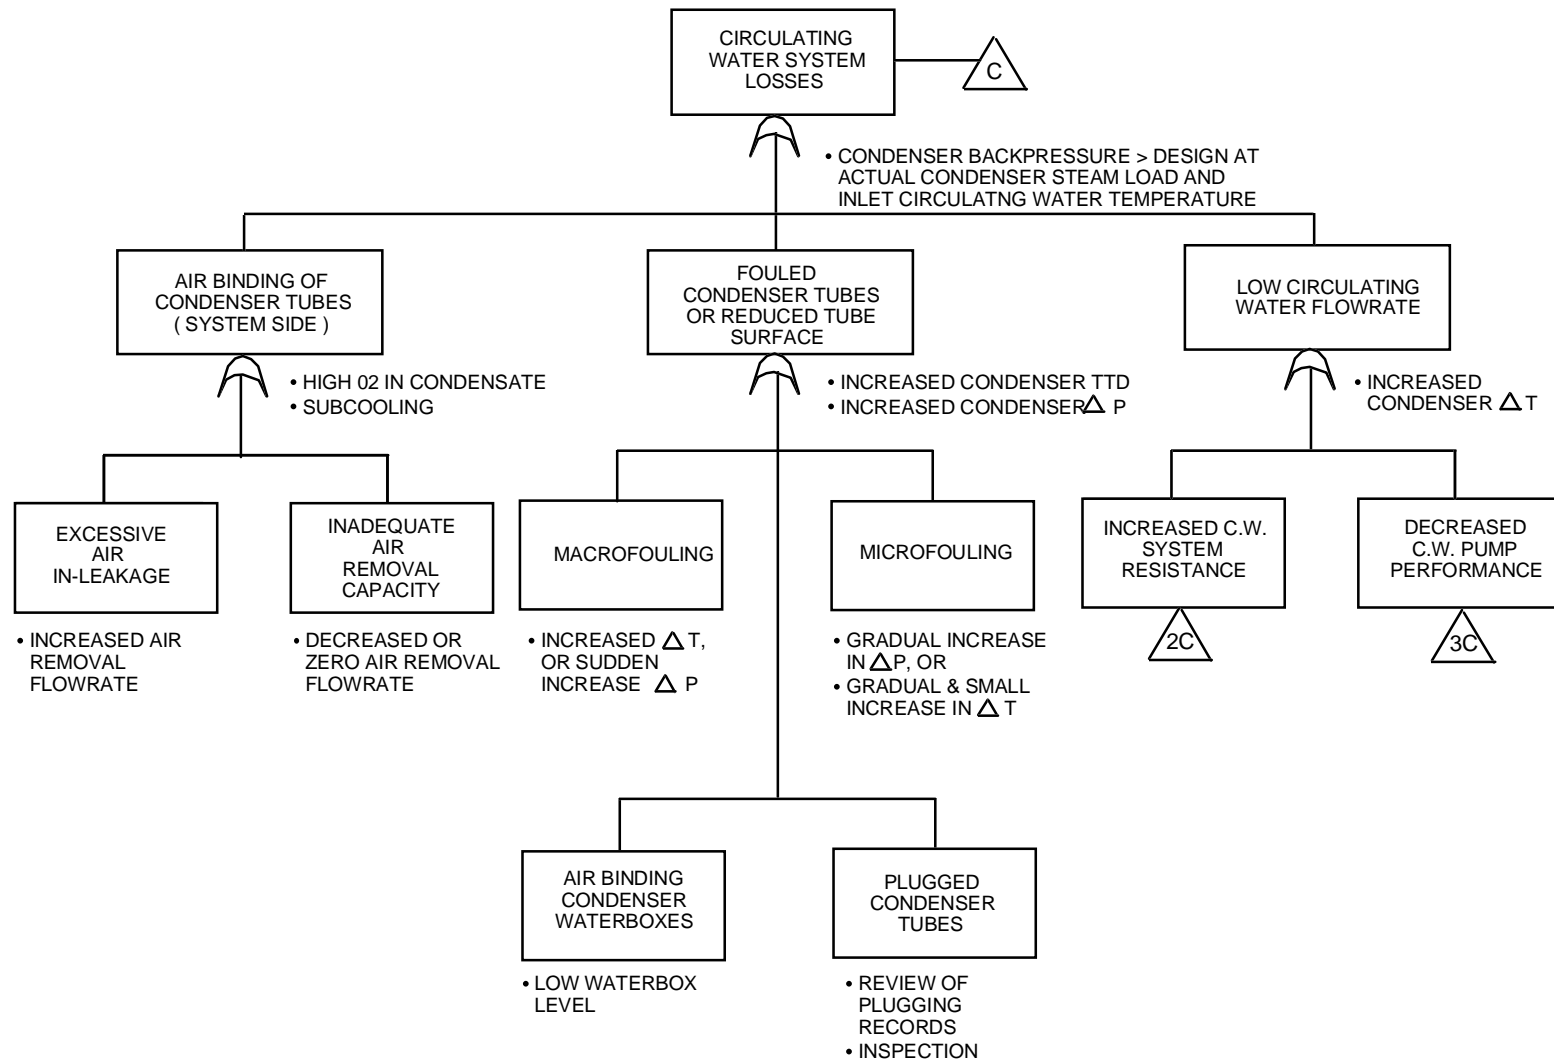 CIRCULATING
WATER SYSTEM
LOSSES
C
• CONDENSER BACKPRESSURE > DESIGN AT
ACTUAL CONDENSER STEAM LOAD AND
INLET CIRCULATNG WATER TEMPERATURE
AIR BINDING OF
CONDENSER TUBES
( SYSTEM SIDE )
FOULED
CONDENSER TUBES
OR REDUCED TUBE
SURFACE
LOW CIRCULATING
WATER FLOWRATE
• HIGH 02 IN CONDENSATE
• SUBCOOLING
• INCREASED CONDENSER TTD
• INCREASED CONDENSER △ P
• INCREASED
CONDENSER △ T
EXCESSIVE
AIR
IN-LEAKAGE
INADEQUATE
AIR
REMOVAL
CAPACITY
MACROFOULING
MICROFOULING
INCREASED C.W.
SYSTEM
RESISTANCE
DECREASED
C.W. PUMP
PERFORMANCE
• INCREASED AIR
REMOVAL
FLOWRATE
• DECREASED OR
ZERO AIR REMOVAL
FLOWRATE
• INCREASED △ T,
OR SUDDEN
INCREASE △ P
• GRADUAL INCREASE
IN △P, OR
• GRADUAL & SMALL
INCREASE IN △ T
2C
3C
AIR BINDING
CONDENSER
WATERBOXES
PLUGGED
CONDENSER
TUBES
• LOW WATERBOX
LEVEL
• REVIEW OF
PLUGGING
RECORDS
• INSPECTION